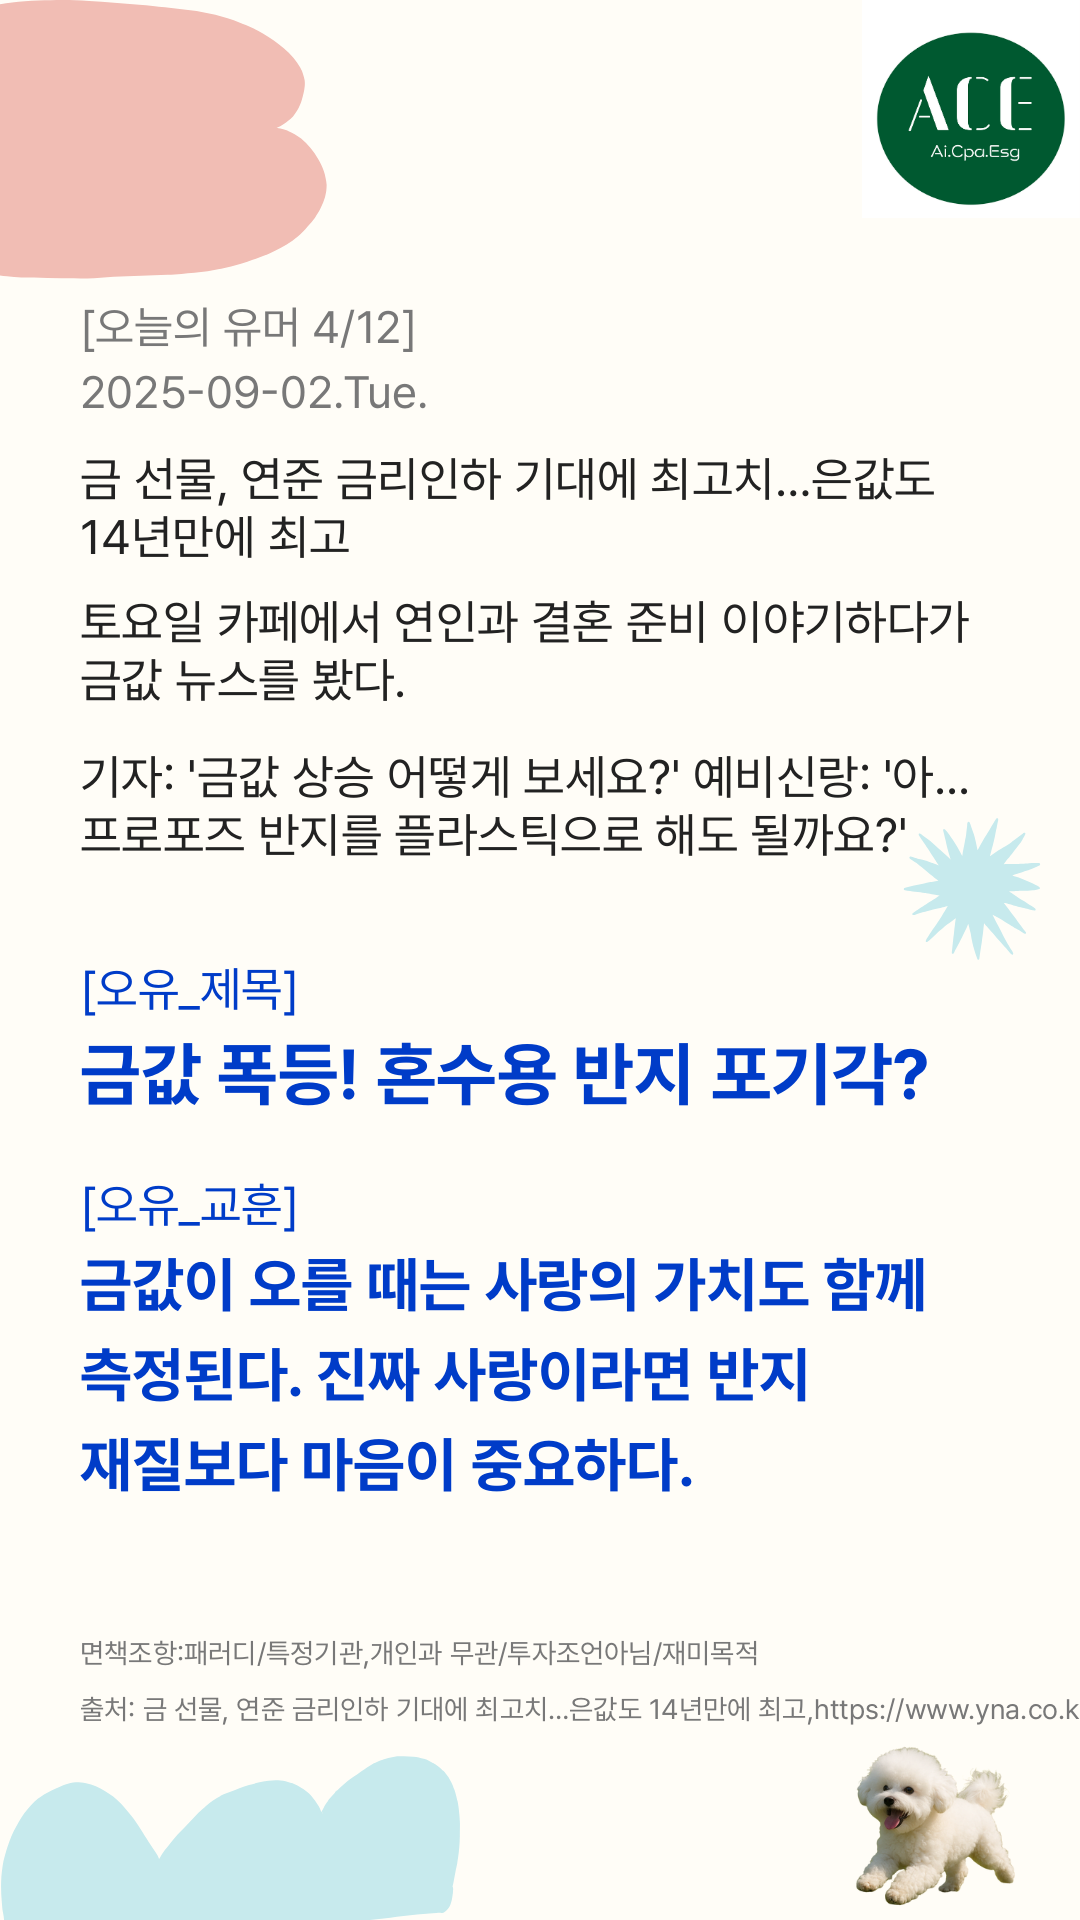 ACE
Ai.Cpa.Esg
[오늘의 유머 4/12]
2025-09-02.Tue.
금 선물, 연준 금리인하 기대에 최고치…은값도
14년만에 최고
토요일 카페에서 연인과 결혼 준비 이야기하다가
금값 뉴스를 봤다.
기자: '금값 상승 어떻게 보세요?' 예비신랑: '아...
프로포즈 반지를 플라스틱으로 해도 될까요?'
[오유_제목]
금값 폭등! 혼수용 반지 포기각?
[오유_교훈]
금값이 오를 때는 사랑의 가치도 함께
측정된다. 진짜 사랑이라면 반지
재질보다 마음이 중요하다.
면책조항:패러디/특정기관,개인과 무관/투자조언아님/재미목적
출처: 금 선물, 연준 금리인하 기대에 최고치…은값도 14년만에 최고,https://www.yna.co.k